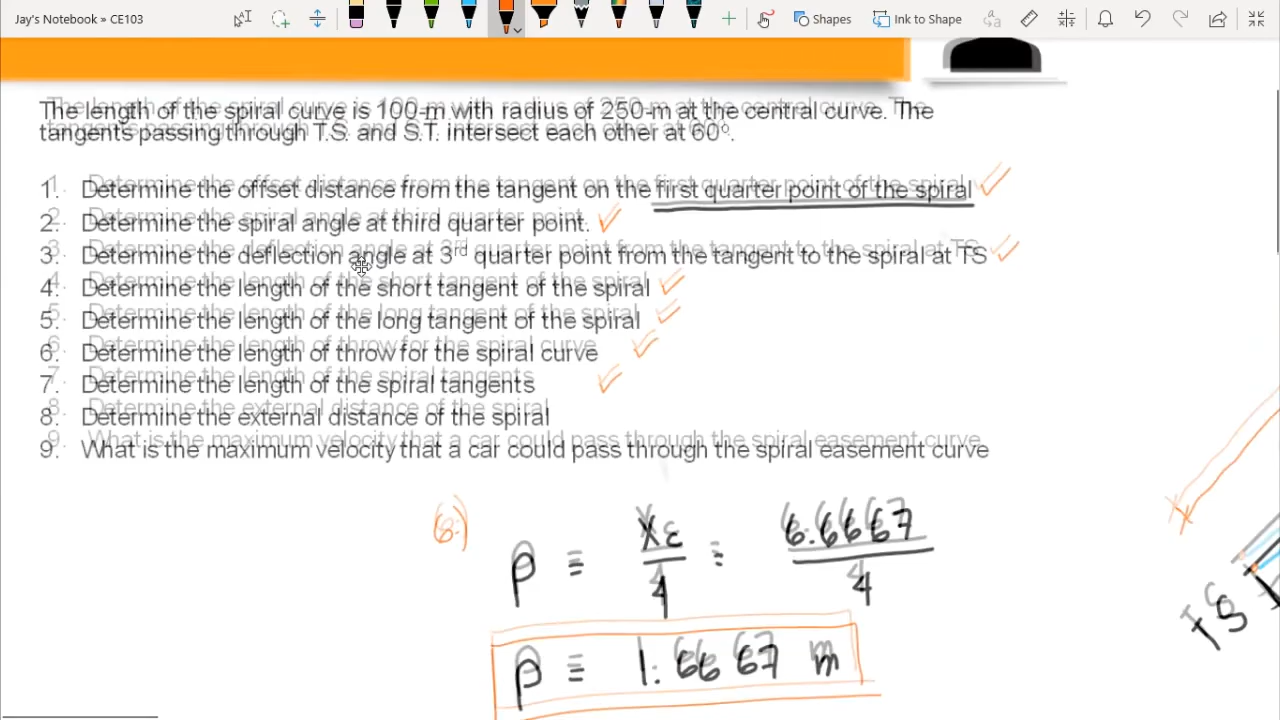 Jay's Notebook » CE103
Shapes
Ink to Shape
The length of the spiral curve is 100-m with radius of 250-m at the central curve. The
tangents passing through T.S. and S.T. intersect each other at 60º.
1. Determine the offset distance from the tangent on the first quarter point of the spiral
2. Determine the spiral angle at third quarter point.
3. Determine the deflection angle at 3rd quarter point from the tangent to the spiral at TS
4. Determine the length of the short tangent of the spiral
5. Determine the length of the long tangent of the spiral
6. Determine the length of throw for the spiral curve
7. Determine the length of the spiral tangents
8. Determine the external distance of the spiral
9. What is the maximum velocity that a car could pass through the spiral easement curve
6.)
p = Xc/4 = 6.6667/4
p = 1.6667 m
TS